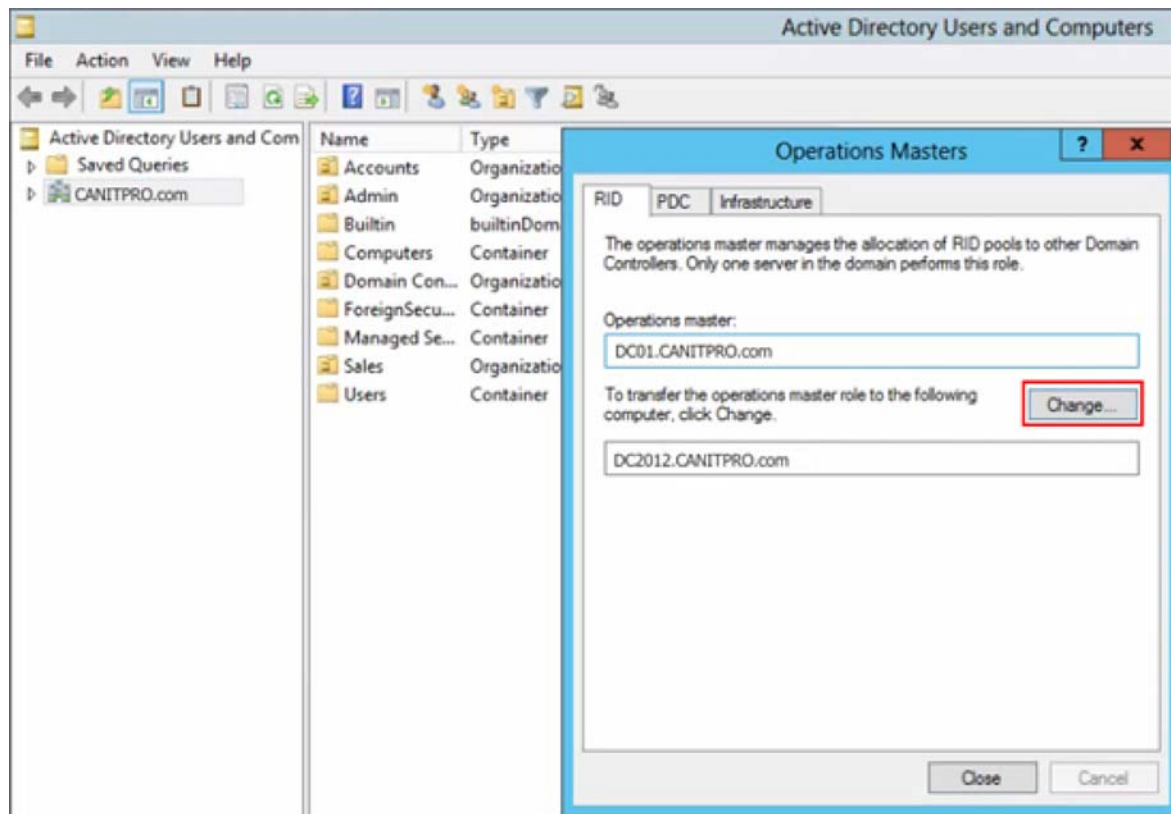 Active Directory Users and Computers
File Action View Help
Active Directory Users and Com
Saved Queries
CANITPRO.com
Name Type
Accounts Organizatio
Admin Organizatio
Builtin builtinDom
Computers Container
Domain Con... Organizatio
ForeignSecu... Container
Managed Se... Container
Sales Organizatio
Users Container
Operations Masters ? x
RID PDC Infrastructure
The operations master manages the allocation of RID pools to other Domain
Controllers. Only one server in the domain performs this role.
Operations master:
DC01.CANITPRO.com
To transfer the operations master role to the following
computer, click Change.
Change...
DC2012.CANITPRO.com
Close Cancel